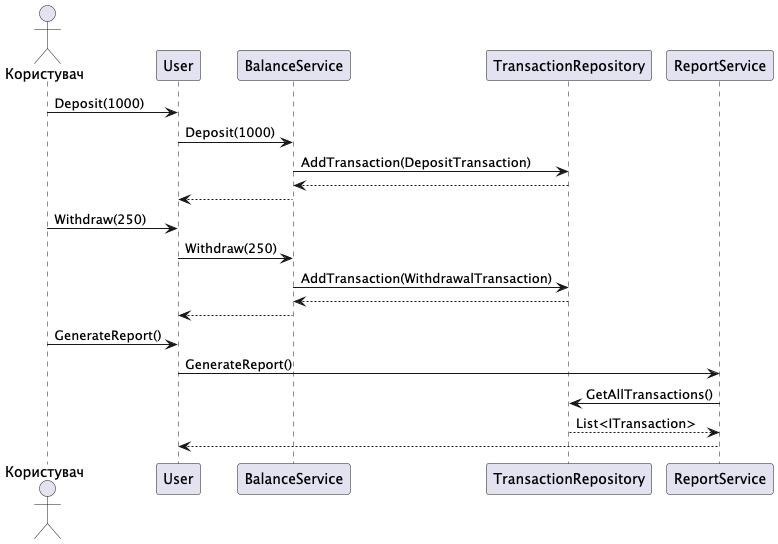 Користувач
User
BalanceService
TransactionRepository
ReportService
Deposit(1000)
Deposit(1000)
AddTransaction(DepositTransaction)
Withdraw(250)
Withdraw(250)
AddTransaction(WithdrawalTransaction)
GenerateReport()
GenerateReport()
GetAllTransactions()
List<ITransaction>
Користувач
User
BalanceService
TransactionRepository
ReportService